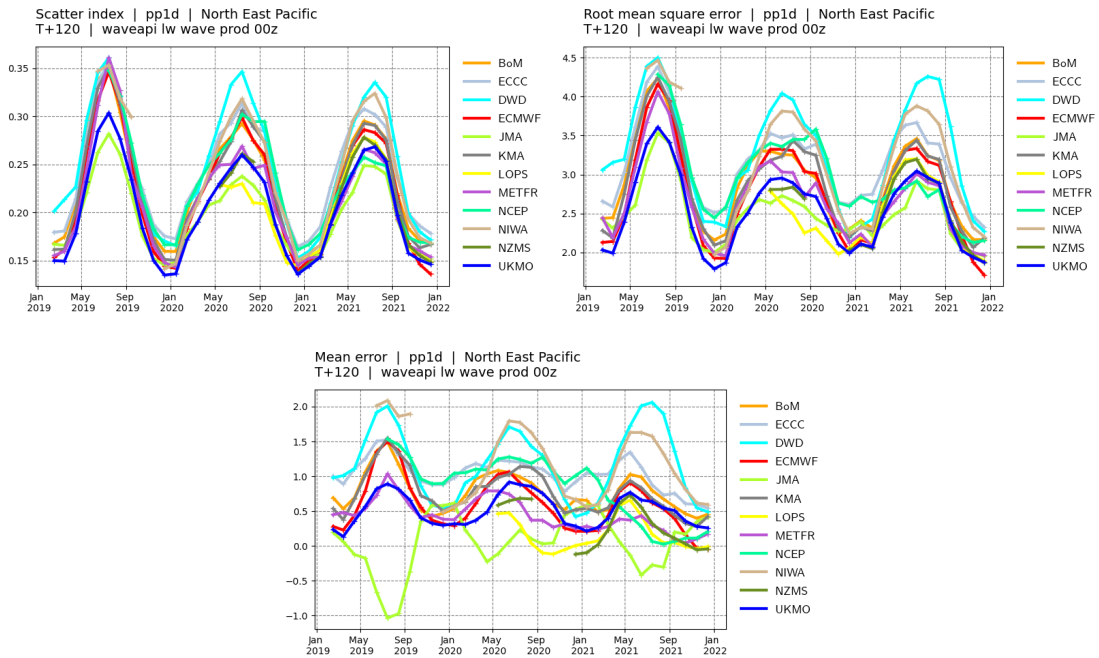 Scatter index | pp1d | North East Pacific
T+120 | waveapi lw wave prod 00z
0.35
0.30
0.25
0.20
0.15
Jan 2019
May 2019
Sep 2019
Jan 2020
May 2020
Sep 2020
Jan 2021
May 2021
Sep 2021
Jan 2022
BoM
ECCC
DWD
ECMWF
JMA
KMA
LOPS
METFR
NCEP
NIWA
NZMS
UKMO
Root mean square error | pp1d | North East Pacific
T+120 | waveapi lw wave prod 00z
4.5
4.0
3.5
3.0
2.5
2.0
Jan 2019
May 2019
Sep 2019
Jan 2020
May 2020
Sep 2020
Jan 2021
May 2021
Sep 2021
Jan 2022
BoM
ECCC
DWD
ECMWF
JMA
KMA
LOPS
METFR
NCEP
NIWA
NZMS
UKMO
Mean error | pp1d | North East Pacific
T+120 | waveapi lw wave prod 00z
2.0
1.5
1.0
0.5
0.0
−0.5
−1.0
Jan 2019
May 2019
Sep 2019
Jan 2020
May 2020
Sep 2020
Jan 2021
May 2021
Sep 2021
Jan 2022
BoM
ECCC
DWD
ECMWF
JMA
KMA
LOPS
METFR
NCEP
NIWA
NZMS
UKMO